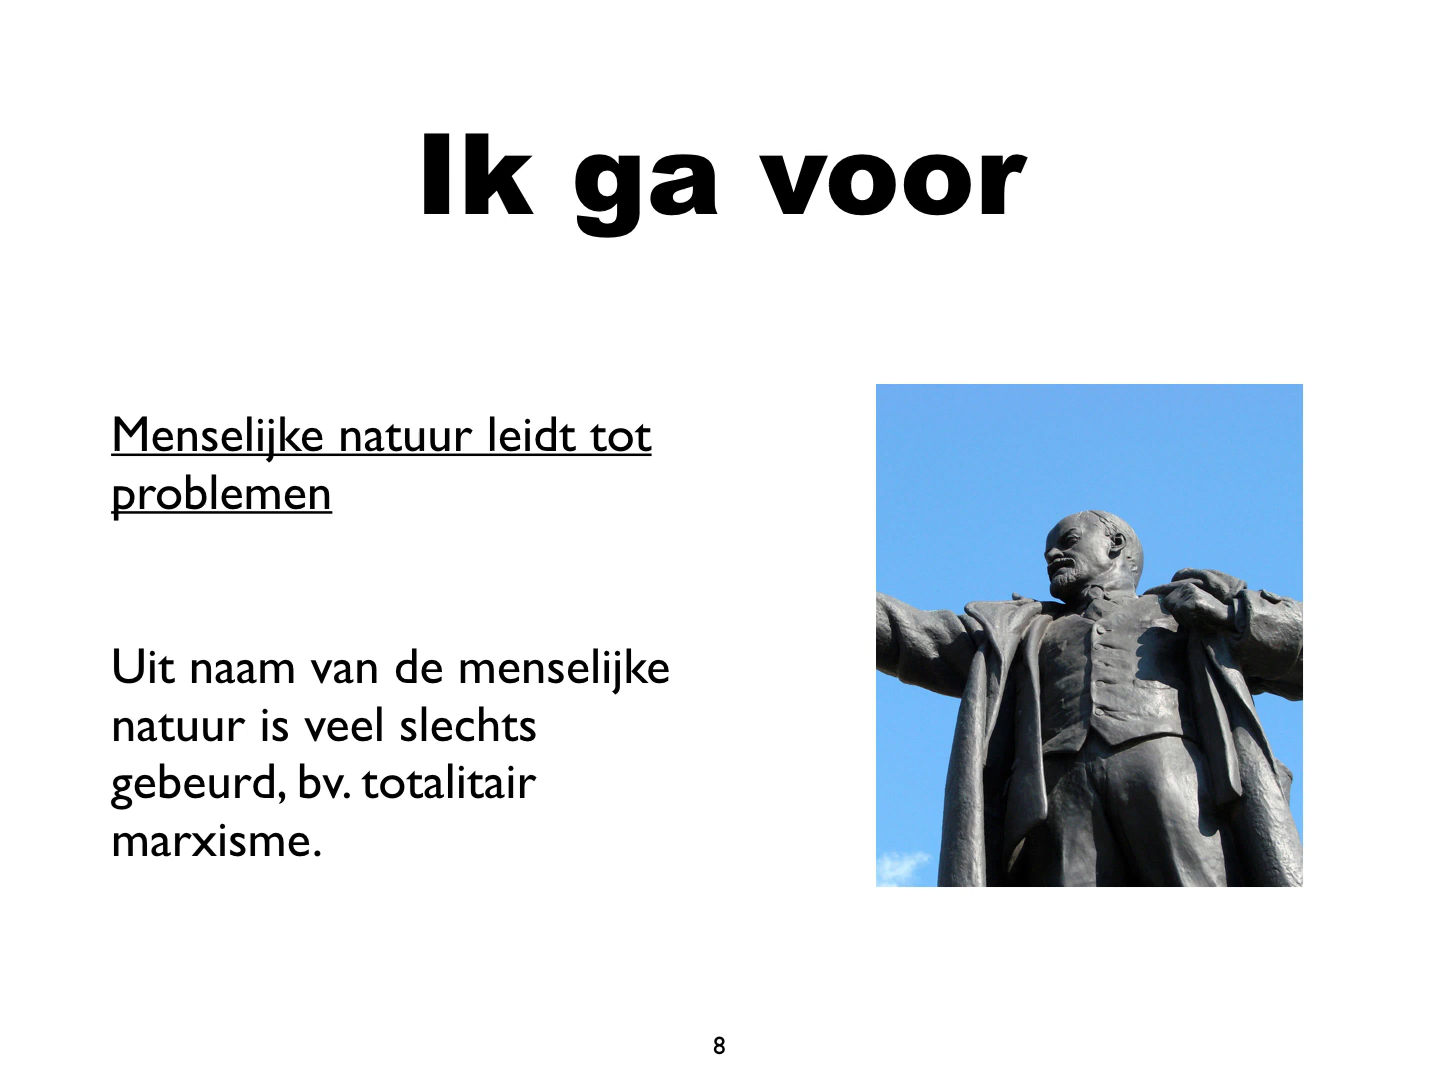 Ik ga voor
Menselijke natuur leidt tot
problemen
Uit naam van de menselijke
natuur is veel slechts
gebeurd, bv. totalitair
marxisme.
8